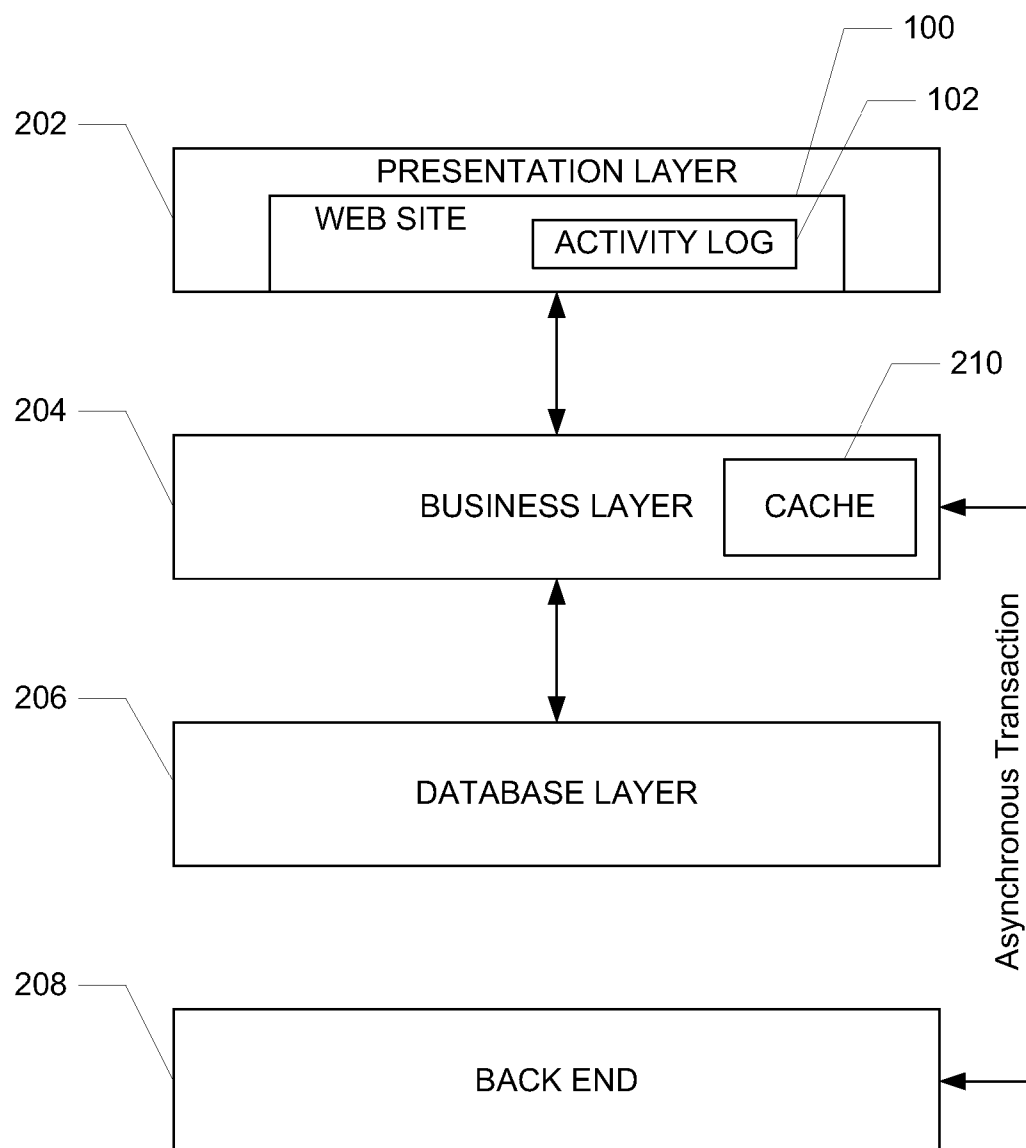 100
102
202
PRESENTATION LAYER
WEB SITE
ACTIVITY LOG
210
204
BUSINESS LAYER
CACHE
Asynchronous Transaction
206
DATABASE LAYER
208
BACK END